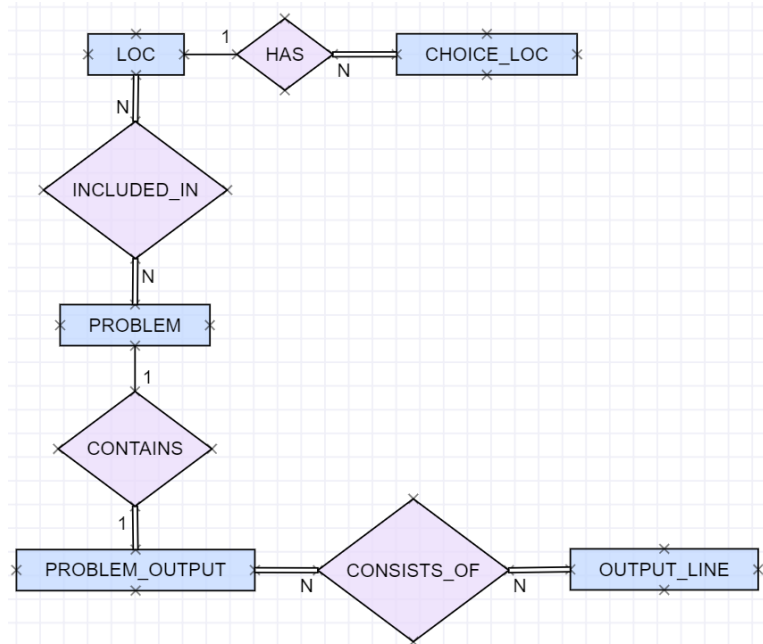 1
LOC
HAS
CHOICE_LOC
N
N
INCLUDED_IN
N
PROBLEM
1
CONTAINS
1
PROBLEM_OUTPUT
CONSISTS_OF
OUTPUT_LINE
N
N